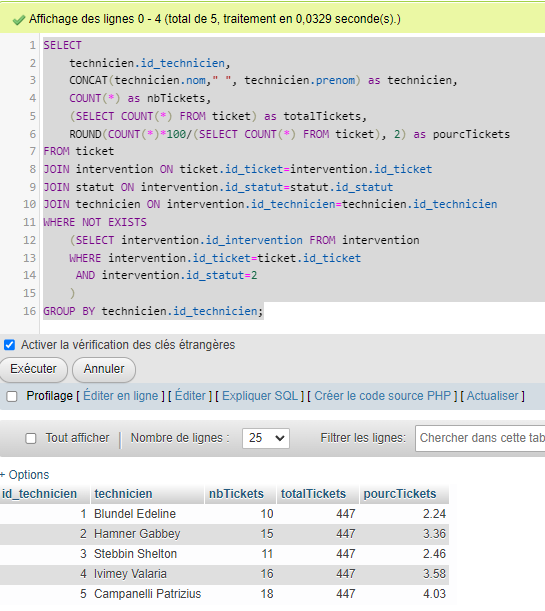 Affichage des lignes 0 - 4 (total de 5, traitement en 0,0329 seconde(s).)
1 SELECT
2 technicien.id_technicien,
3 CONCAT(technicien.nom," ", technicien.prenom) as technicien,
4 COUNT(*) as nbTickets,
5 (SELECT COUNT(*) FROM ticket) as totalTickets,
6 ROUND(COUNT(*)*100/(SELECT COUNT(*) FROM ticket), 2) as pourcTickets
7 FROM ticket
8 JOIN intervention ON ticket.id_ticket=intervention.id_ticket
9 JOIN statut ON intervention.id_statut=statut.id_statut
10 JOIN technicien ON intervention.id_technicien=technicien.id_technicien
11 WHERE NOT EXISTS
12 (SELECT intervention.id_intervention FROM intervention
13 WHERE intervention.id_ticket=ticket.id_ticket
14 AND intervention.id_statut=2
15 )
16 GROUP BY technicien.id_technicien;
Activer la vérification des clés étrangères
Exécuter Annuler
Profilage [ Éditer en ligne ] [ Éditer ] [ Expliquer SQL ] [ Créer le code source PHP ] [ Actualiser ]
Tout afficher | Nombre de lignes : 25 Filtrer les lignes: Chercher dans cette tab
+ Options
id_technicien technicien nbTickets totalTickets pourcTickets
1 Blundel Edeline 10 447 2.24
2 Hamner Gabbey 15 447 3.36
3 Stebbin Shelton 11 447 2.46
4 Ivimey Valaria 16 447 3.58
5 Campanelli Patrizius 18 447 4.03